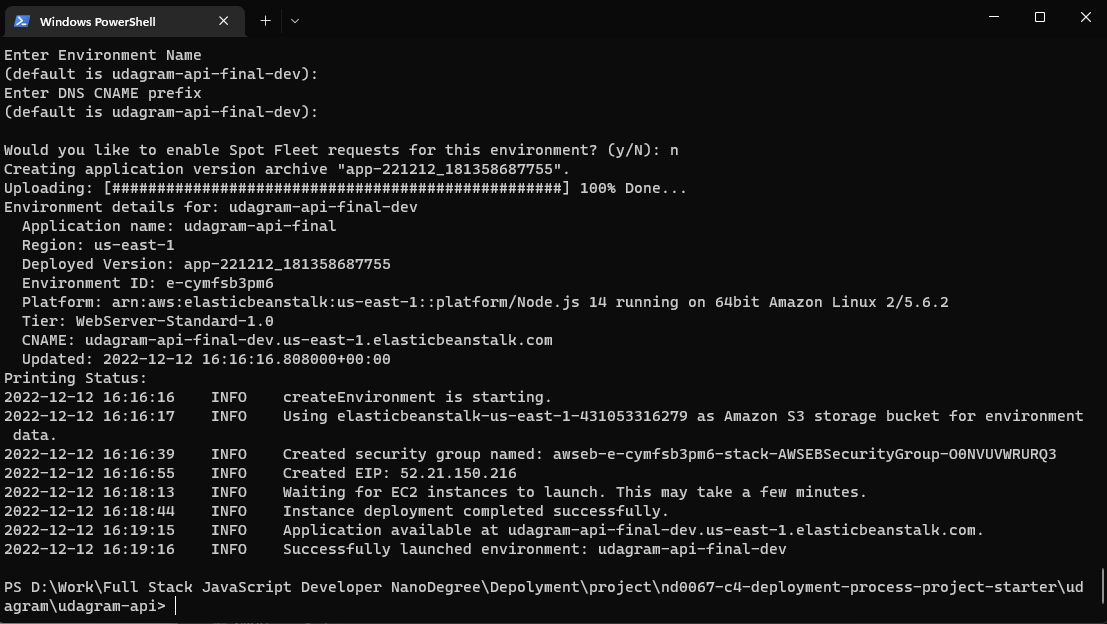 Windows PowerShell
Enter Environment Name
(default is udagram-api-final-dev):
Enter DNS CNAME prefix
(default is udagram-api-final-dev):
Would you like to enable Spot Fleet requests for this environment? (y/N): n
Creating application version archive "app-221212_181358687755".
Uploading: [##################################################] 100% Done...
Environment details for: udagram-api-final-dev
Application name: udagram-api-final
Region: us-east-1
Deployed Version: app-221212_181358687755
Environment ID: e-cymfsb3pm6
Platform: arn:aws:elasticbeanstalk:us-east-1::platform/Node.js 14 running on 64bit Amazon Linux 2/5.6.2
Tier: WebServer-Standard-1.0
CNAME: udagram-api-final-dev.us-east-1.elasticbeanstalk.com
Updated: 2022-12-12 16:16:16.808000+00:00
Printing Status:
2022-12-12 16:16:16    INFO    createEnvironment is starting.
2022-12-12 16:16:17    INFO    Using elasticbeanstalk-us-east-1-431053316279 as Amazon S3 storage bucket for environment
data.
2022-12-12 16:16:39    INFO    Created security group named: awseb-e-cymfsb3pm6-stack-AWSEBSecurityGroup-O0NVUVWRURQ3
2022-12-12 16:16:55    INFO    Created EIP: 52.21.150.216
2022-12-12 16:18:13    INFO    Waiting for EC2 instances to launch. This may take a few minutes.
2022-12-12 16:18:44    INFO    Instance deployment completed successfully.
2022-12-12 16:19:15    INFO    Application available at udagram-api-final-dev.us-east-1.elasticbeanstalk.com.
2022-12-12 16:19:16    INFO    Successfully launched environment: udagram-api-final-dev
PS D:\Work\Full Stack JavaScript Developer NanoDegree\Depolyment\project\nd0067-c4-deployment-process-project-starter\ud
agram\udagram-api>